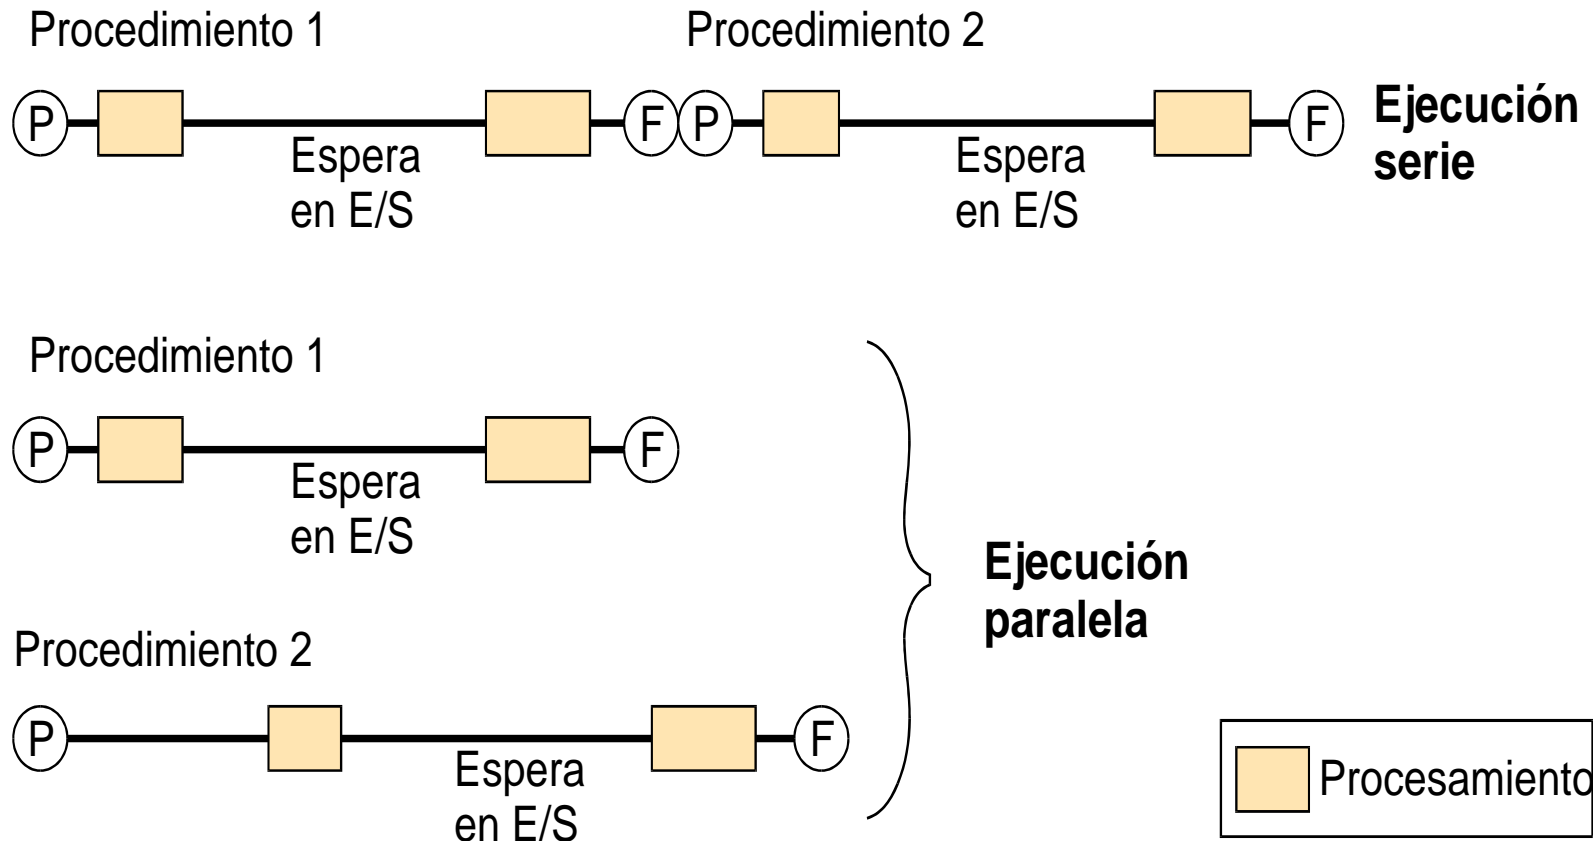 Procedimiento 1
Procedimiento 2
P
F
P
F
Espera
en E/S
Espera
en E/S
Ejecución
serie
Procedimiento 1
P
F
Espera
en E/S
Procedimiento 2
P
F
Espera
en E/S
Ejecución
paralela
Procesamiento